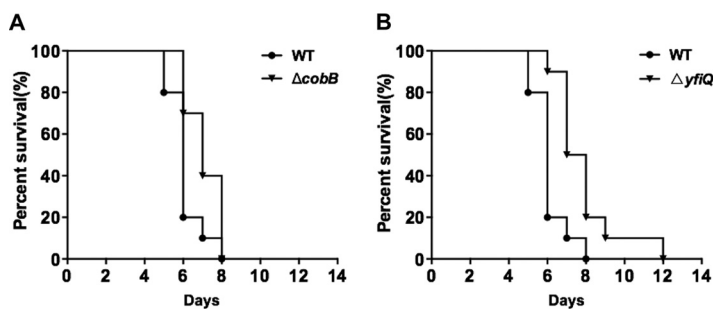 A
Percent survival(%)
100
80
60
40
20
0
0 2 4 6 8 10 12 14
Days
WT
ΔcobB
B
Percent survival(%)
100
80
60
40
20
0
0 2 4 6 8 10 12 14
Days
WT
△yfiQ